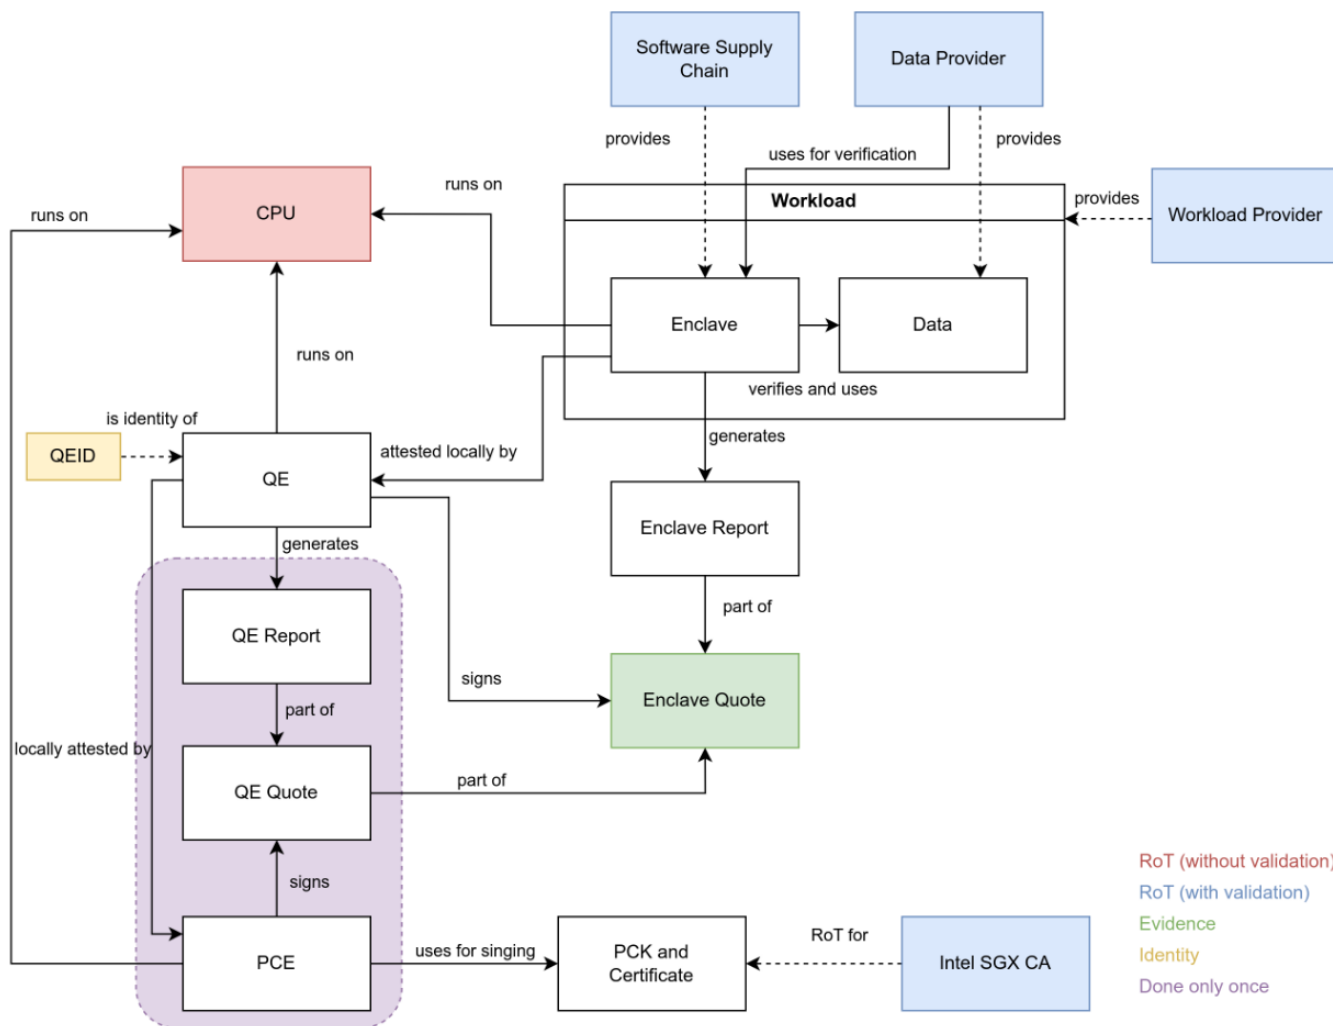 Software Supply
Chain
Data Provider
provides
provides
uses for verification
runs on
Workload
provides
Workload Provider
runs on
CPU
Enclave
Data
runs on
verifies and uses
is identity of
generates
QEID
attested locally by
QE
Enclave Report
generates
part of
QE Report
signs
Enclave Quote
part of
locally attested by
part of
QE Quote
signs
RoT (without validation)
RoT (with validation)
Evidence
Identity
Done only once
PCE
uses for singing
PCK and
Certificate
RoT for
Intel SGX CA